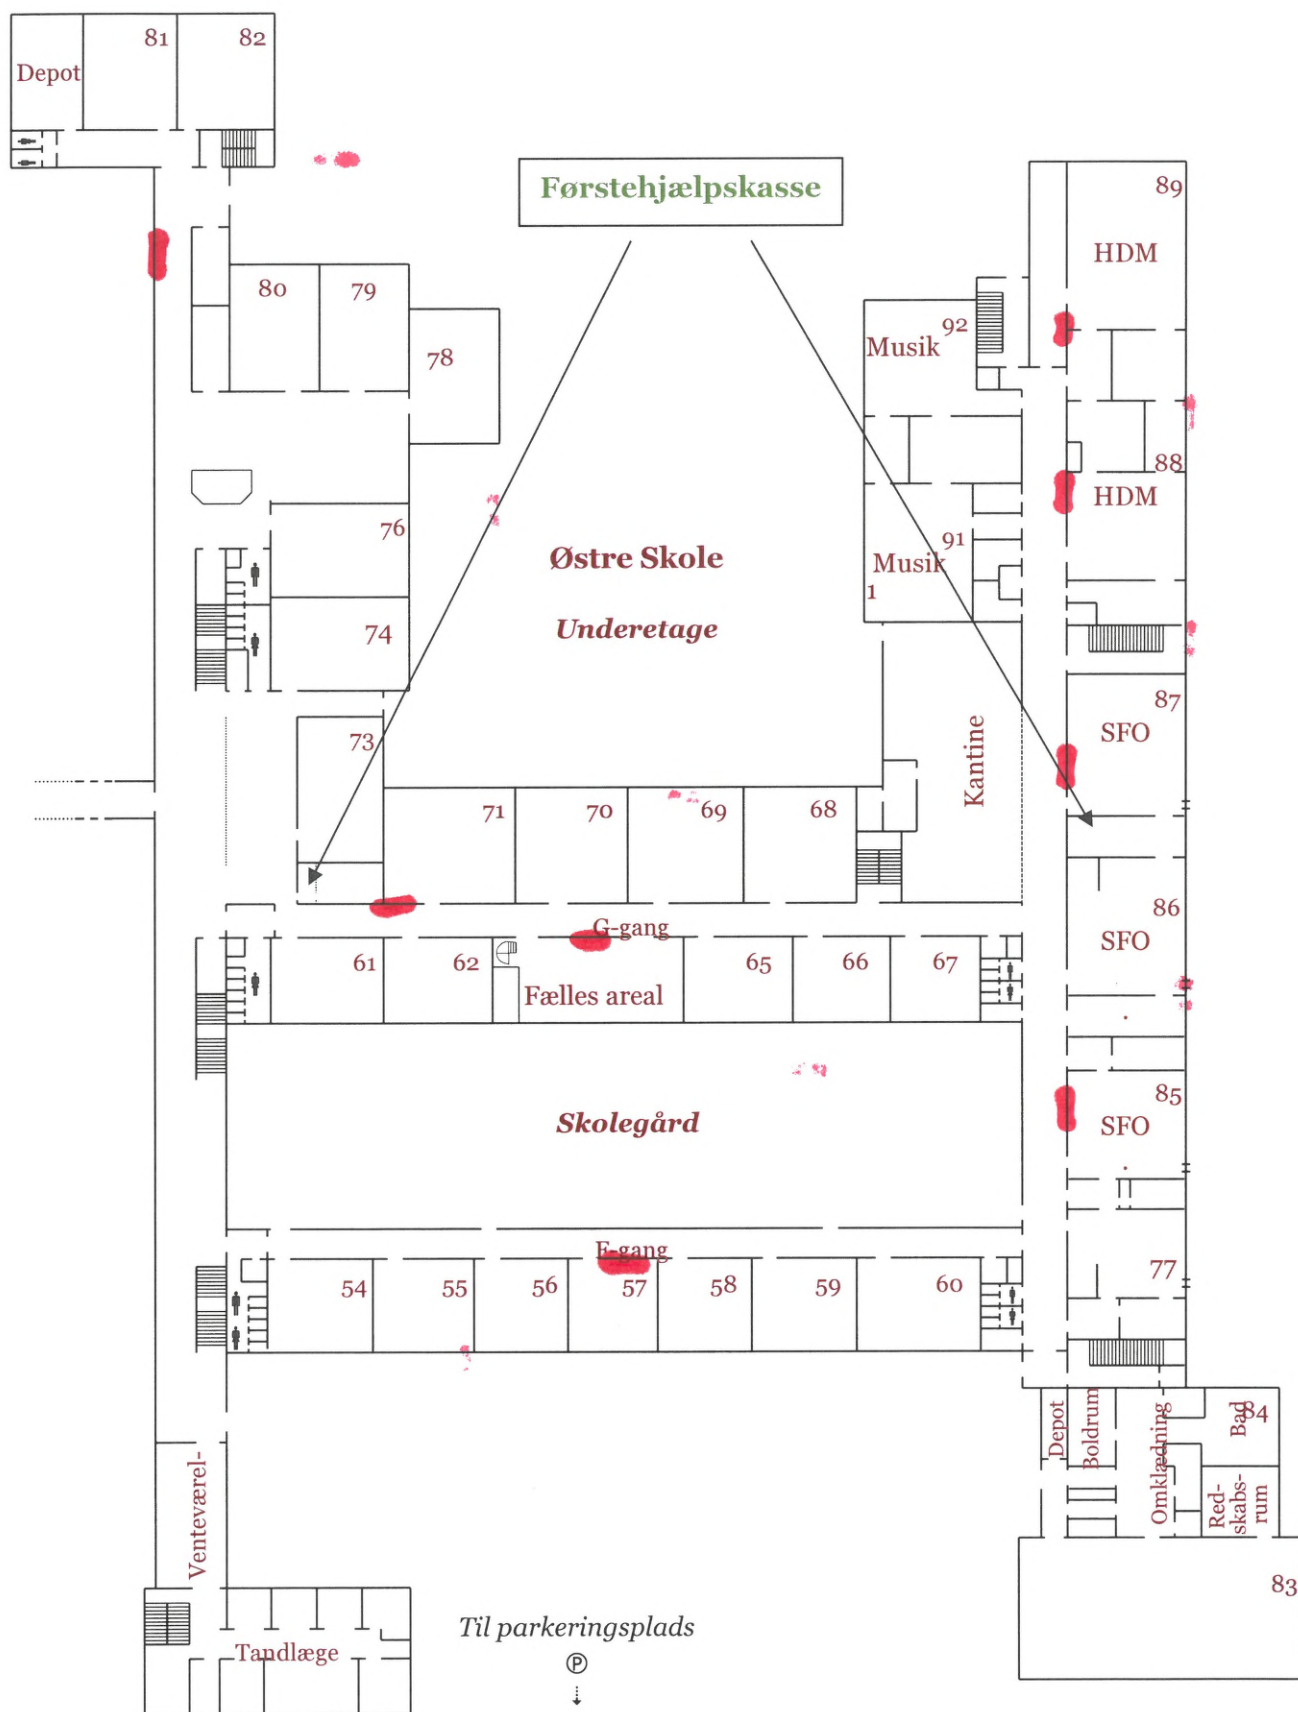 81
82
Depot
Førstehjælpskasse
89
HDM
80
79
92
Musik
78
88
HDM
76
91
Musik
1
Østre Skole
Underetage
74
87
SFO
73
Kantine
71
70
69
68
86
SFO
G-gang
61
62
65
66
67
Fælles areal
85
SFO
Skolegård
F-gang
77
54
55
56
57
58
59
60
Depot
Boldrum
Omklædning
Bad
84
Red-
skabs-
rum
Venteværel-
83
Til parkeringsplads
P
Tandlæge